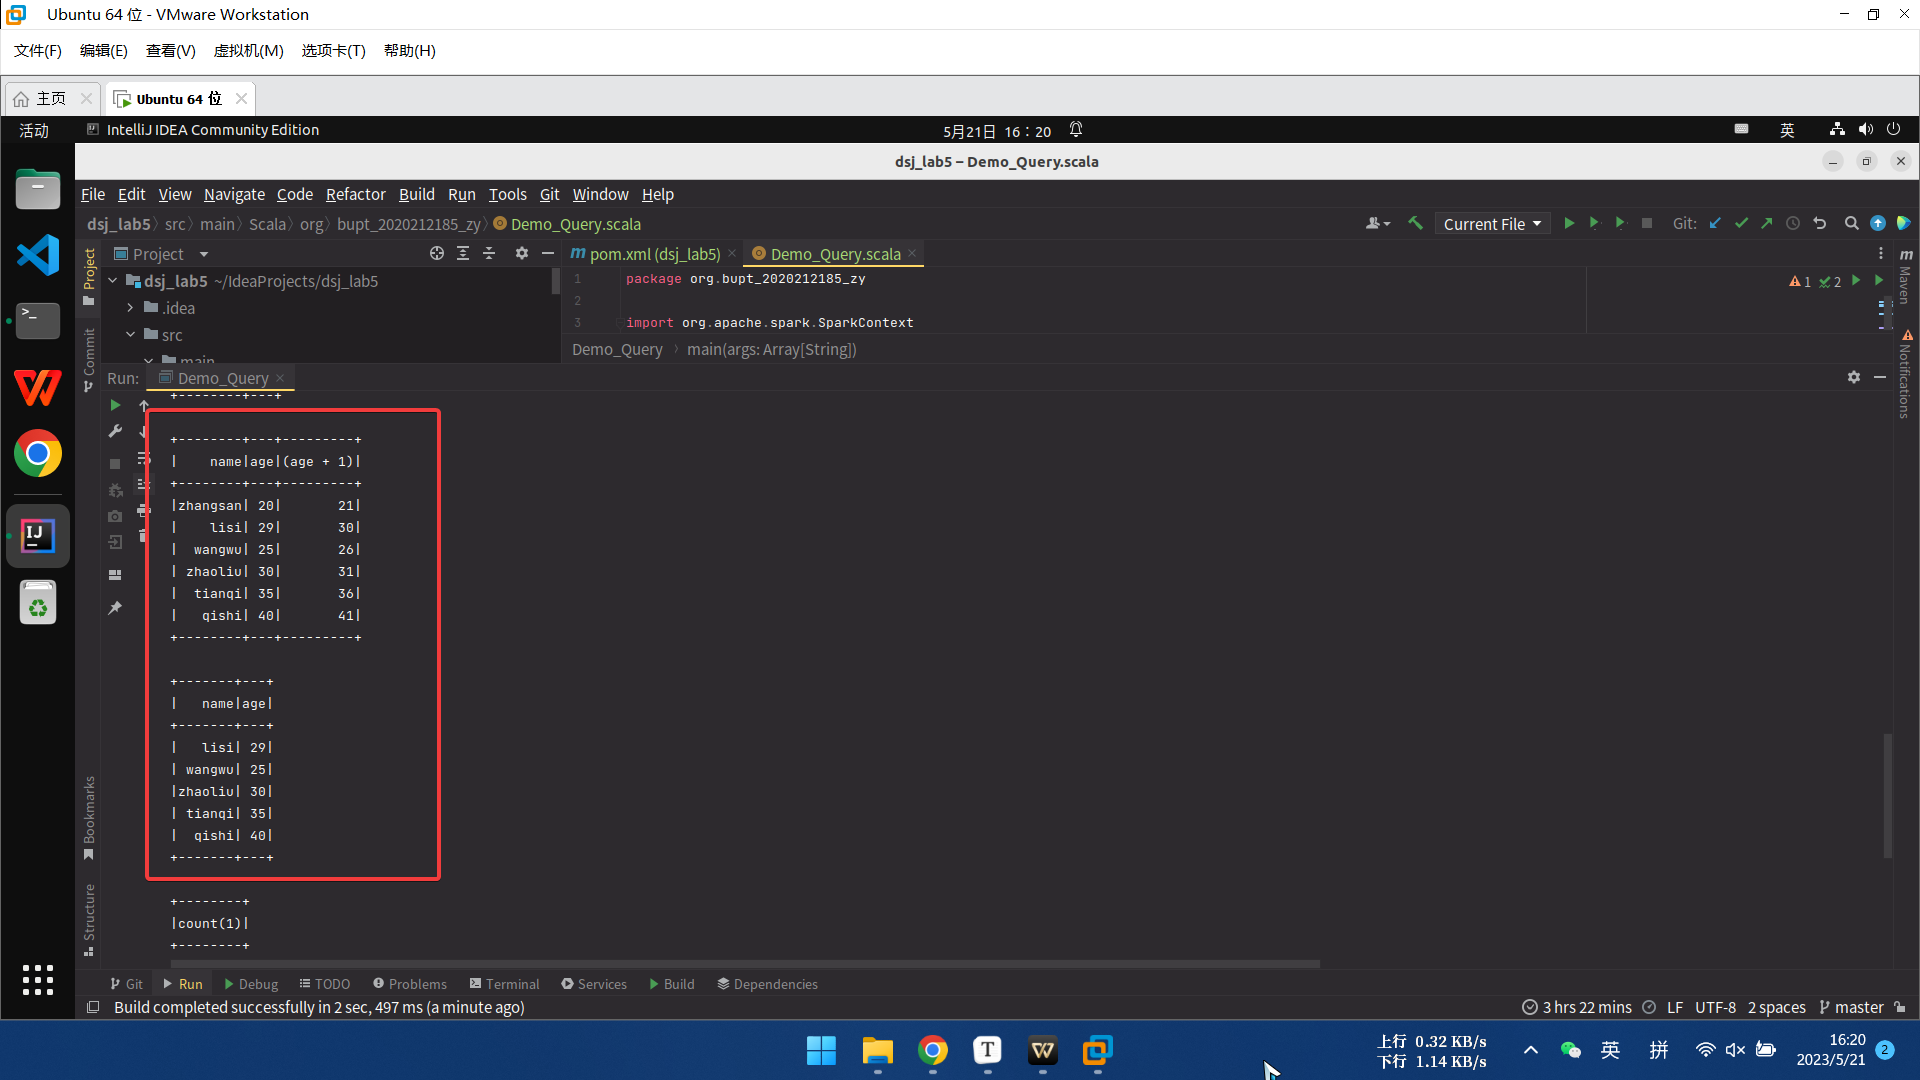 Ubuntu 64 位 - VMware Workstation
文件(F) 编辑(E) 查看(V) 虚拟机(M) 选项卡(T) 帮助(H)
主页 Ubuntu 64 位
活动 IntelliJ IDEA Community Edition 5月21日 16：20 英
dsj_lab5 – Demo_Query.scala
File Edit View Navigate Code Refactor Build Run Tools Git Window Help
dsj_lab5 src main Scala org bupt_2020212185_zy Demo_Query.scala Current File Git:
Project pom.xml (dsj_lab5) Demo_Query.scala
Project
dsj_lab5 ~/IdeaProjects/dsj_lab5
.idea
src
main
1 package org.bupt_2020212185_zy
2
3 import org.apache.spark.SparkContext
1 2
Demo_Query main(args: Array[String])
Maven
Notifications
Commit
Run: Demo_Query
+--------+---+
+--------+---+---------+
|    name|age|(age + 1)|
+--------+---+---------+
|zhangsan| 20|       21|
|    lisi| 29|       30|
|  wangwu| 25|       26|
| zhaoliu| 30|       31|
|  tianqi| 35|       36|
|   qishi| 40|       41|
+--------+---+---------+
+-------+---+
|   name|age|
+-------+---+
|   lisi| 29|
| wangwu| 25|
|zhaoliu| 30|
| tianqi| 35|
|  qishi| 40|
+-------+---+
+--------+
|count(1)|
+--------+
Bookmarks
Structure
Git Run Debug TODO Problems Terminal Services Build Dependencies
Build completed successfully in 2 sec, 497 ms (a minute ago) 3 hrs 22 mins LF UTF-8 2 spaces master
上行 0.32 KB/s
下行 1.14 KB/s
英 拼
16:20
2023/5/21
2